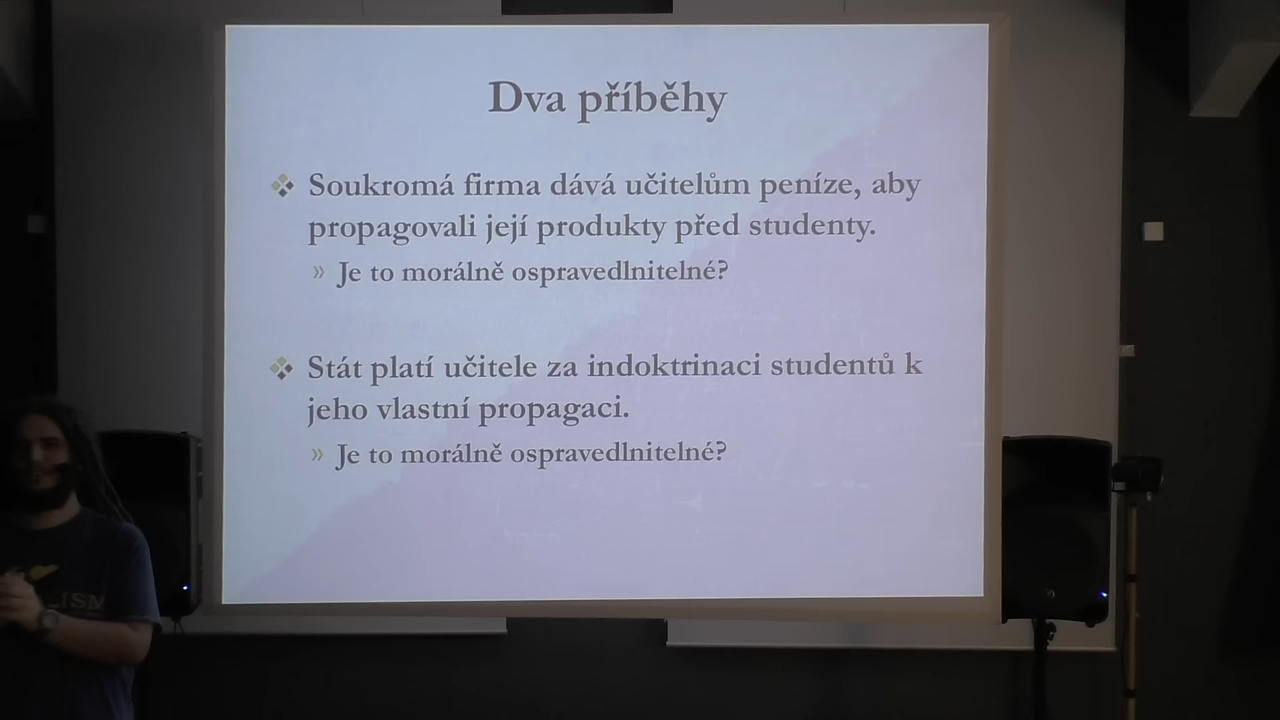 Dva příběhy
Soukromá firma dává učitelům peníze, aby
propagovali její produkty před studenty.
» Je to morálně ospravedlnitelné?
Stát platí učitele za indoktrinaci studentů k
jeho vlastní propagaci.
» Je to morálně ospravedlnitelné?